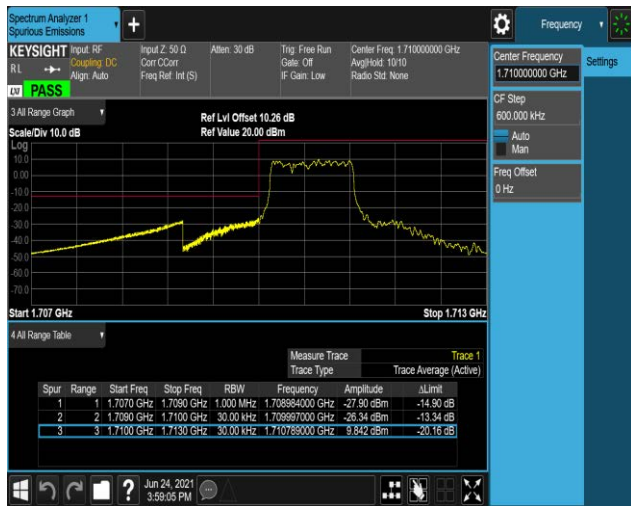 Spectrum Analyzer 1
Spurious Emissions
Frequency
KEYSIGHT Input: RF Input Z: 50 Ω Atten: 30 dB Trig: Free Run Center Freq: 1.710000000 GHz
RL Coupling: DC Corr CCorr Gate: Off Avg|Hold: 10/10
Align: Auto Freq Ref: Int (S) IF Gain: Low Radio Std: None
LXI PASS
3 All Range Graph
Ref Lvl Offset 10.26 dB
Scale/Div 10.0 dB Ref Value 20.00 dBm
Log
10.0
0.00
-10.0
-20.0
-30.0
-40.0
-50.0
-60.0
-70.0
Start 1.707 GHz Stop 1.713 GHz
4 All Range Table
Measure Trace Trace 1
Trace Type Trace Average (Active)
Spur Range Start Freq Stop Freq RBW Frequency Amplitude ΔLimit
1 1 1.7070 GHz 1.7090 GHz 1.000 MHz 1.708984000 GHz -27.90 dBm -14.90 dB
2 2 1.7090 GHz 1.7100 GHz 30.00 kHz 1.709997000 GHz -26.34 dBm -13.34 dB
3 3 1.7100 GHz 1.7130 GHz 30.00 kHz 1.710789000 GHz 9.842 dBm -20.16 dB
Jun 24, 2021
3:59:05 PM
Center Frequency
1.710000000 GHz
Settings
CF Step
600.000 kHz
Auto
Man
Freq Offset
0 Hz